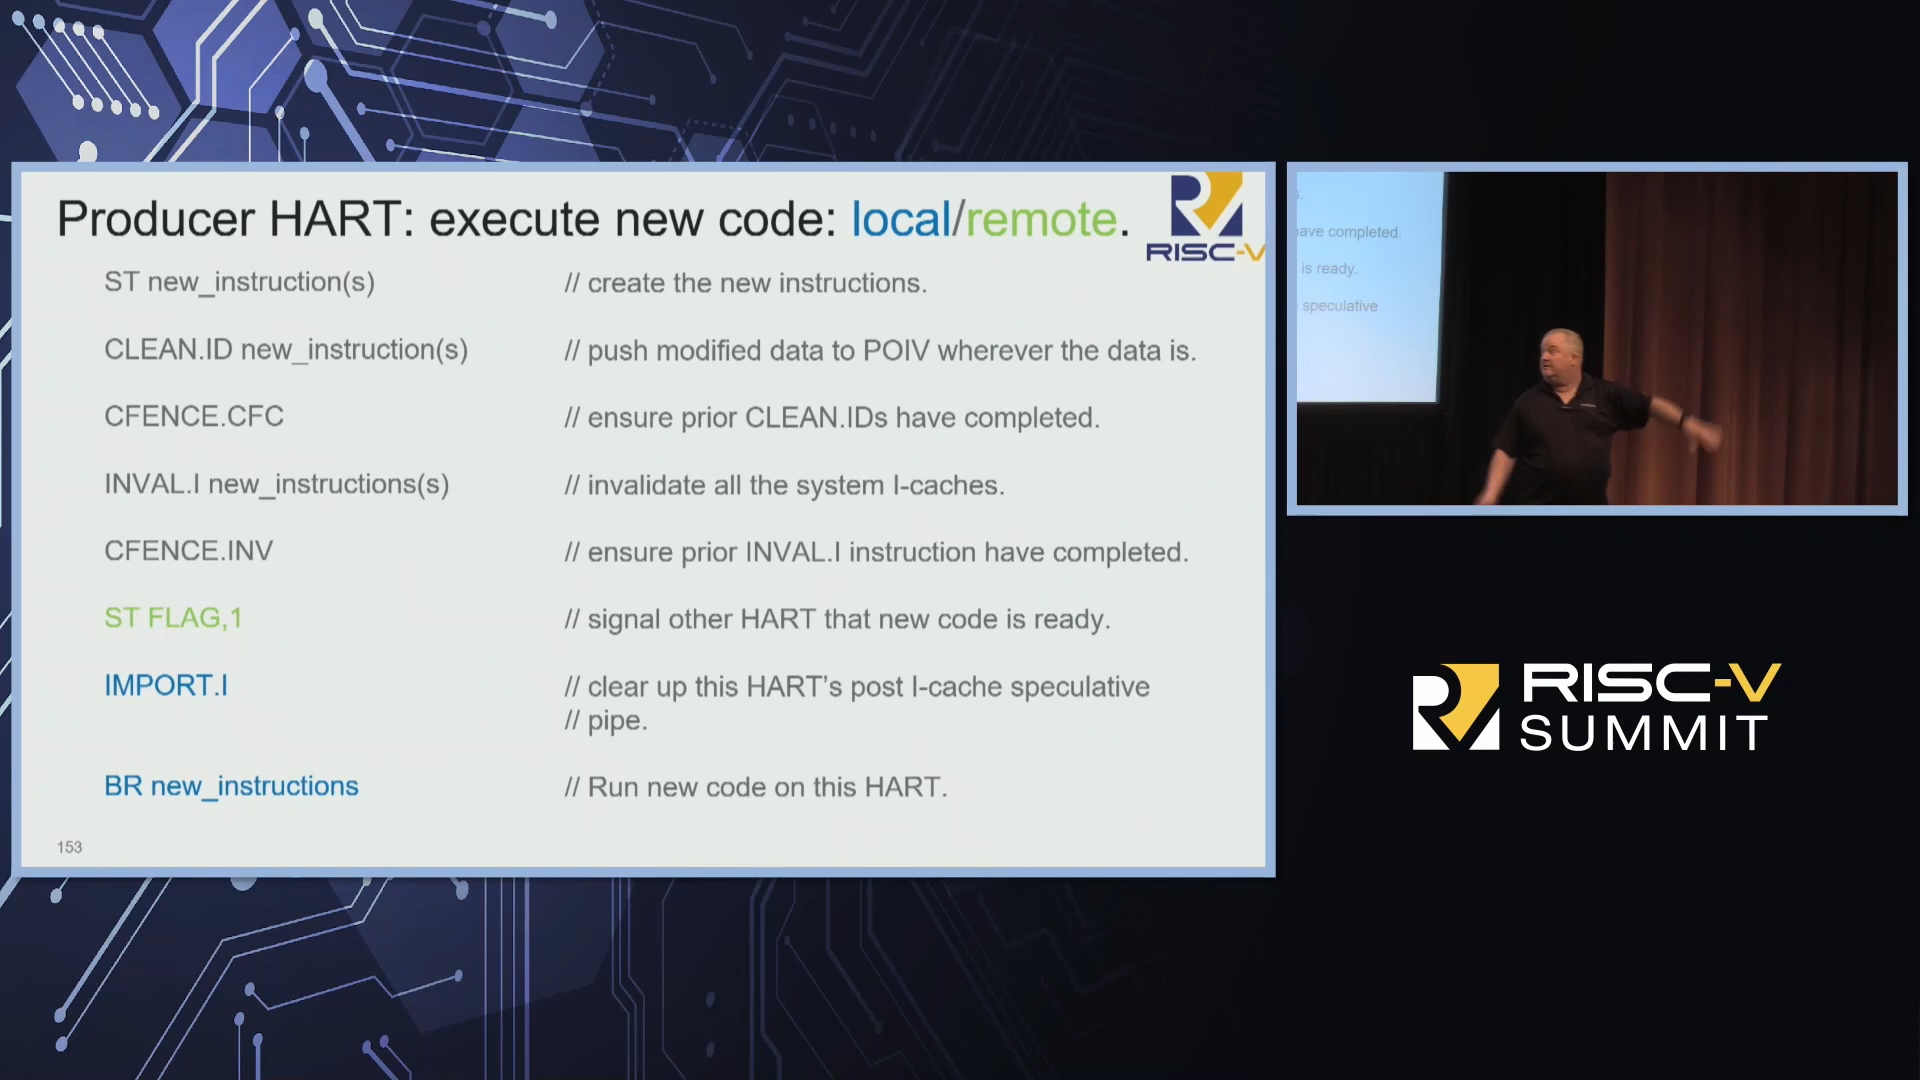 Producer HART: execute new code: local/remote.
RISC-V
ST new_instruction(s) // create the new instructions.
CLEAN.ID new_instruction(s) // push modified data to POIV wherever the data is.
CFENCE.CFC // ensure prior CLEAN.IDs have completed.
INVAL.I new_instructions(s) // invalidate all the system I-caches.
CFENCE.INV // ensure prior INVAL.I instruction have completed.
ST FLAG,1 // signal other HART that new code is ready.
IMPORT.I // clear up this HART's post I-cache speculative
// pipe.
BR new_instructions // Run new code on this HART.
153
have completed.
is ready.
speculative
RISC-V
SUMMIT